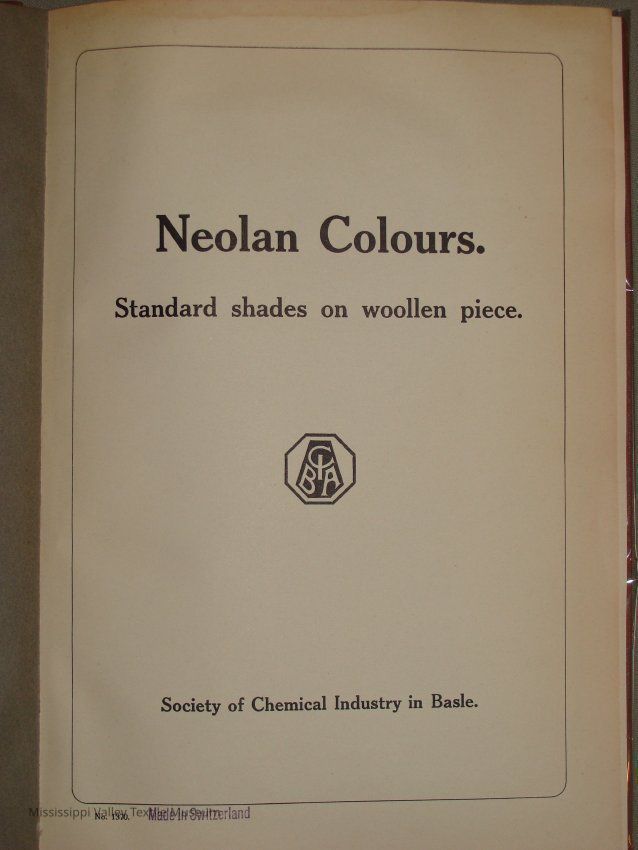 Neolan Colours.
Standard shades on woollen piece.
CIBA
Society of Chemical Industry in Basle.
Mississippi Valley Textile Museum
No. Made in Switzerland